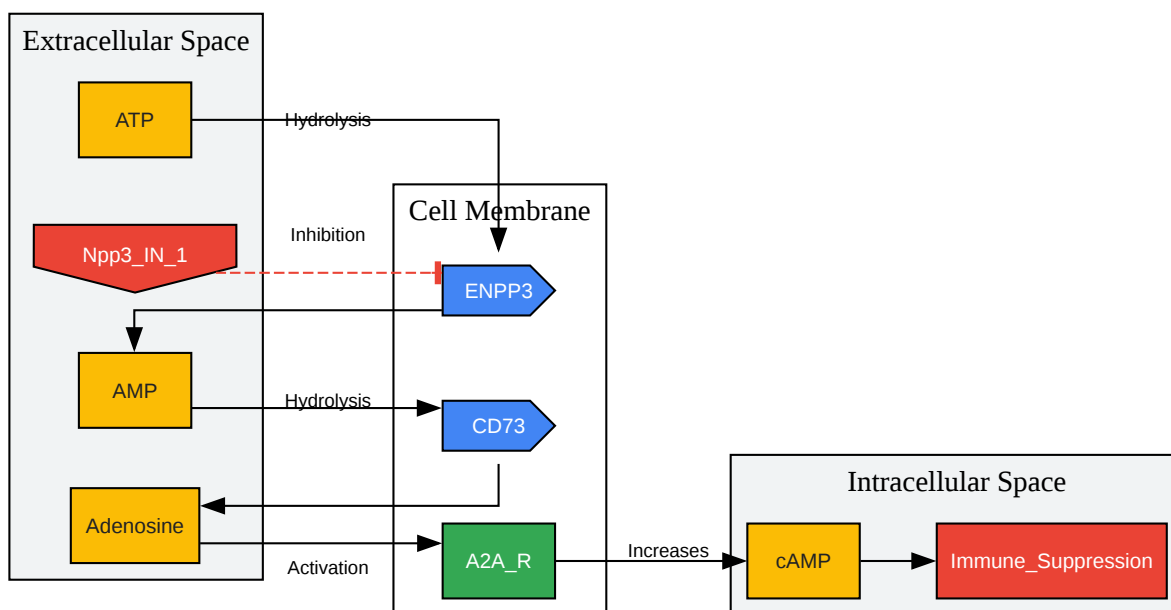 Extracellular Space
ATP
Hydrolysis
Cell Membrane
Npp3_IN_1
Inhibition
ENPP3
AMP
Hydrolysis
CD73
Intracellular Space
Adenosine
Activation
A2A_R
Increases
cAMP
Immune_Suppression